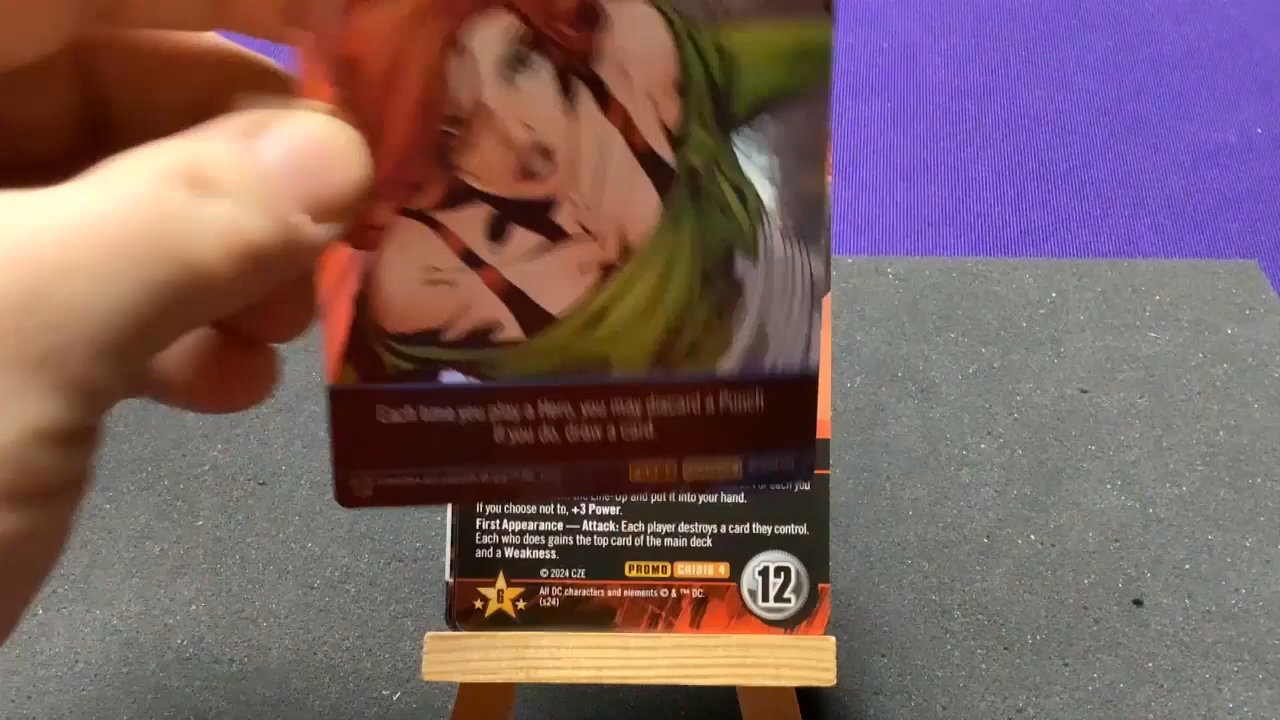 Each time you play a Hero, you may discard a Punch
If you do, draw a card.
the Line-Up and put it into your hand.
If you choose not to, +3 Power.
First Appearance — Attack: Each player destroys a card they control.
Each who does gains the top card of the main deck
and a Weakness.
© 2024 CZE
PROMO CRISIS 4
12
6
All DC characters and elements © & ™ DC.
(s24)